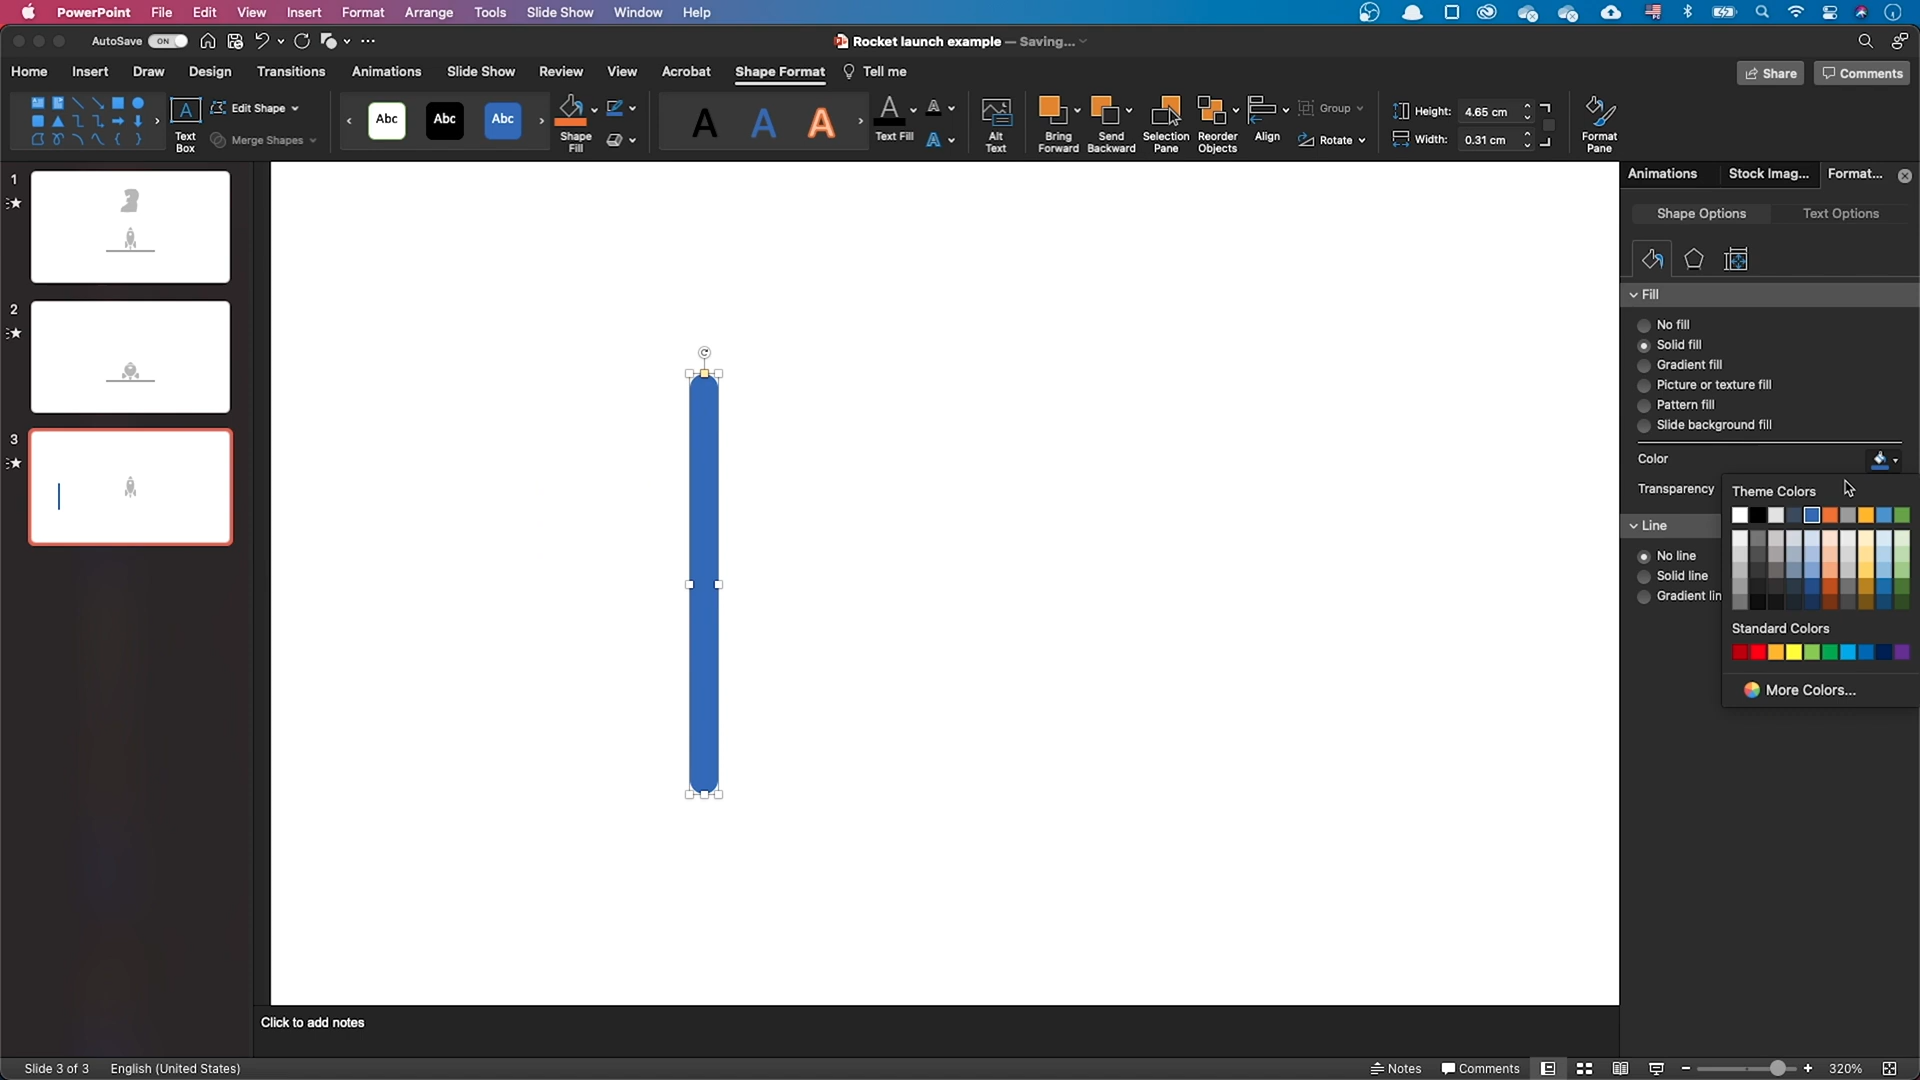 PowerPoint File Edit View Insert Format Arrange Tools Slide Show Window Help
AutoSave ON
Rocket launch example — Saving...
Home Insert Draw Design Transitions Animations Slide Show Review View Acrobat Shape Format Tell me
Share Comments
Text Box
Edit Shape
Merge Shapes
Abc Abc Abc
Shape Fill
A A A
Text Fill
Alt Text
Bring Forward
Send Backward
Selection Pane
Reorder Objects
Align
Group
Rotate
Height: 4.65 cm
Width: 0.31 cm
Format Pane
1
3
2
3
Animations Stock Imag... Format...
Shape Options Text Options
Fill
No fill
Solid fill
Gradient fill
Picture or texture fill
Pattern fill
Slide background fill
Color
Transparency
Theme Colors
Line
No line
Solid line
Gradient lin
Standard Colors
More Colors...
Click to add notes
Slide 3 of 3 English (United States)
Notes Comments 320%